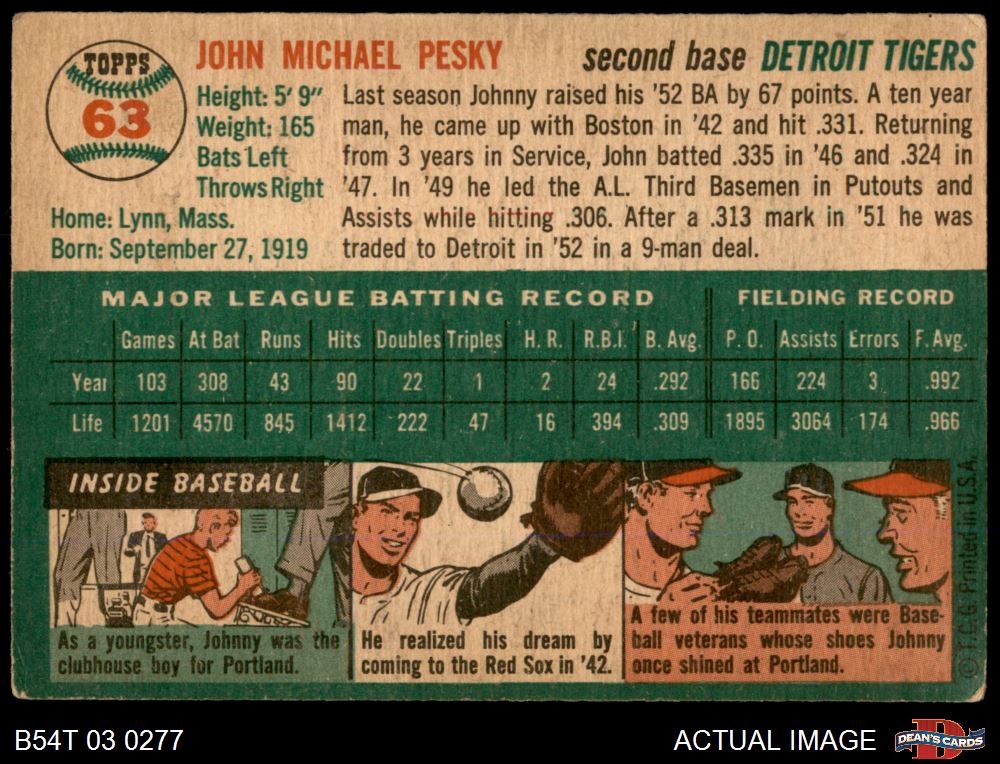 TOPPS
63
JOHN MICHAEL PESKY
second base DETROIT TIGERS
Height: 5' 9"
Weight: 165
Bats Left
Throws Right
Home: Lynn, Mass.
Born: September 27, 1919
Last season Johnny raised his '52 BA by 67 points. A ten year
man, he came up with Boston in '42 and hit .331. Returning
from 3 years in Service, John batted .335 in '46 and .324 in
'47. In '49 he led the A.L. Third Basemen in Putouts and
Assists while hitting .306. After a .313 mark in '51 he was
traded to Detroit in '52 in a 9-man deal.
MAJOR LEAGUE BATTING RECORD FIELDING RECORD
Games At Bat Runs Hits Doubles Triples H. R. R.B.I. B. Avg. P. O. Assists Errors F. Avg.
Year 103 308 43 90 22 1 2 24 .292 166 224 3 .992
Life 1201 4570 845 1412 222 47 16 394 .309 1895 3064 174 .966
INSIDE BASEBALL
As a youngster, Johnny was the
clubhouse boy for Portland.
He realized his dream by
coming to the Red Sox in '42.
A few of his teammates were Base-
ball veterans whose shoes Johnny
once shined at Portland.
© T.C.G. Printed in U.S.A.
B54T 03 0277
ACTUAL IMAGE
DEAN'S CARDS